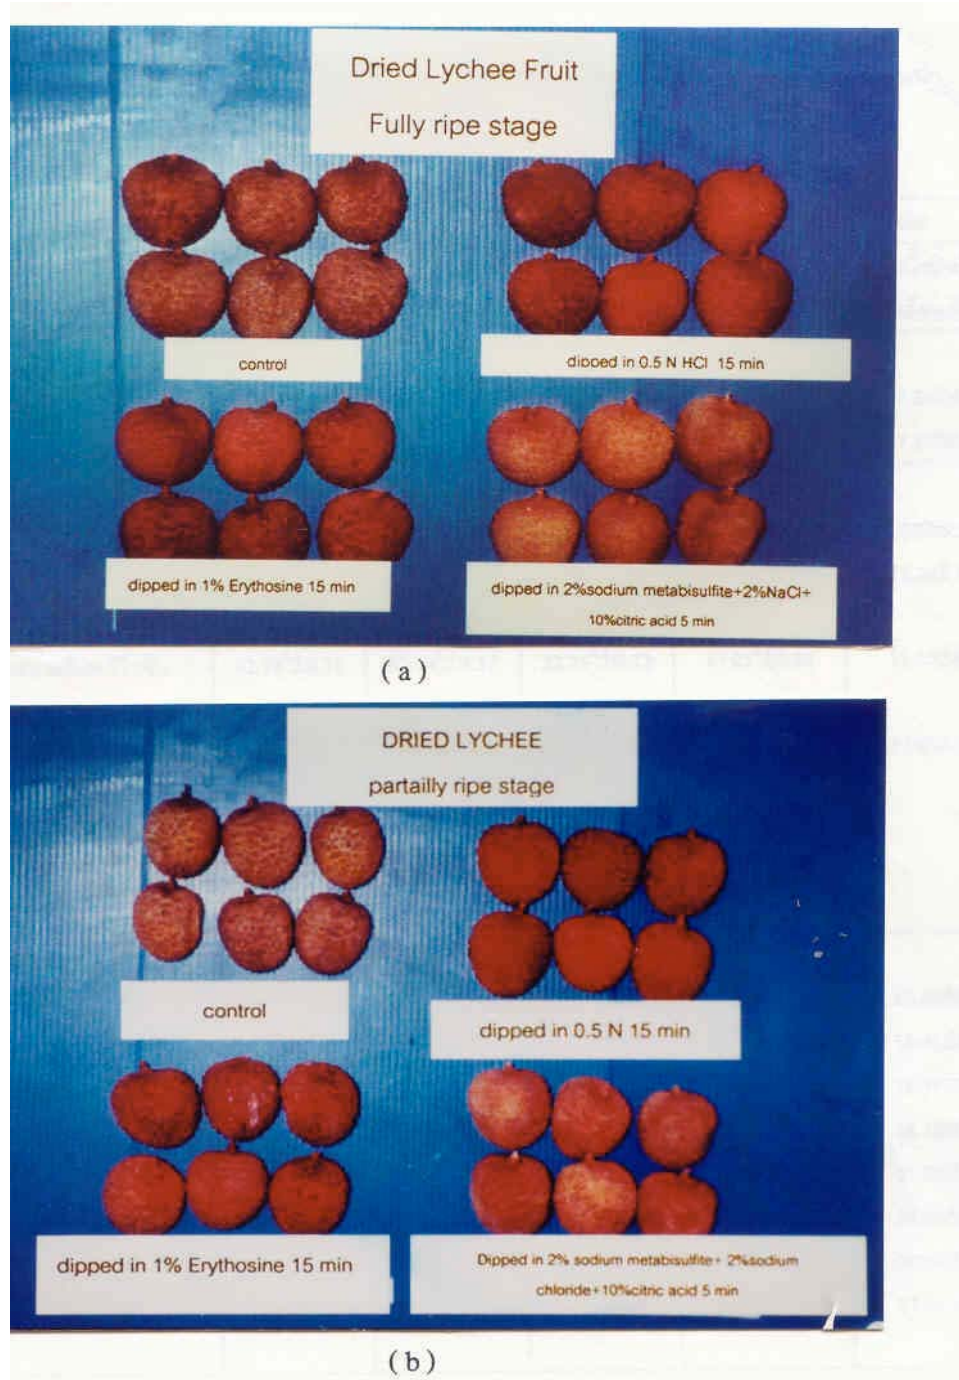 Dried Lychee Fruit
Fully ripe stage
control
dipped in 0.5 N HCl 15 min
dipped in 1% Erythosine 15 min
dipped in 2%sodium metabisulfite+2%NaCl+
10%citric acid 5 min
(a)
DRIED LYCHEE
partailly ripe stage
control
dipped in 0.5 N 15 min
dipped in 1% Erythosine 15 min
Dipped in 2% sodium metabisulfite+ 2%sodium
chloride+10%citric acid 5 min
(b)